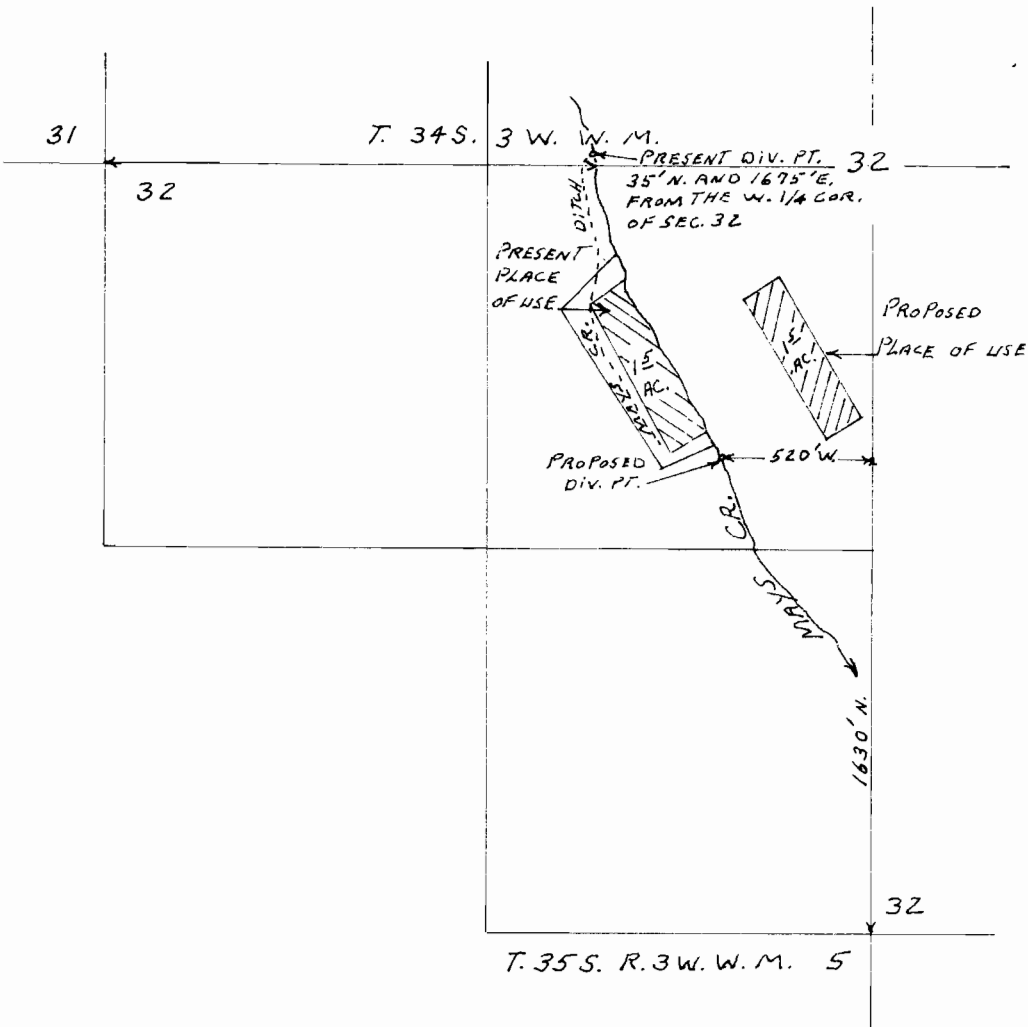 31
T. 34 S. 3 W. W. M.
32
PRESENT DIV. PT.
35' N. AND 1675' E.
FROM THE W. 1/4 COR.
OF SEC. 32
32
DITCH
PRESENT
PLACE
OF USE
CR.
MAYS
1 5/ AC.
PROPOSED
PLACE OF USE
1 5/ AC.
PROPOSED
DIV. PT.
520' W.
CR.
MAYS
1630' N.
32
T. 35 S. R. 3 W. W. M. 5